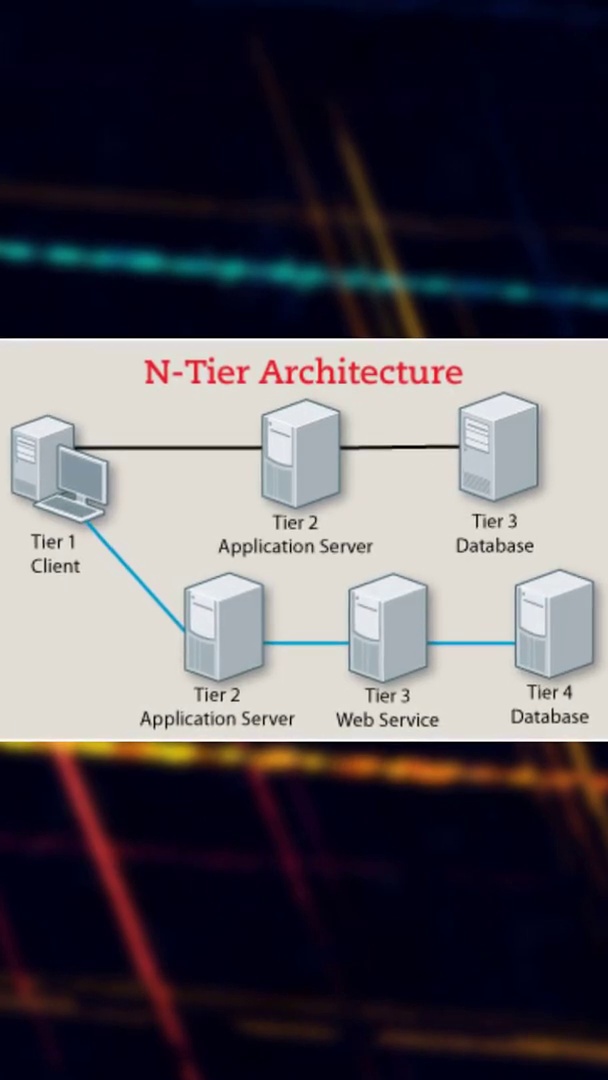 N-Tier Architecture
Tier 1
Client
Tier 2
Application Server
Tier 3
Database
Tier 2
Application Server
Tier 3
Web Service
Tier 4
Database